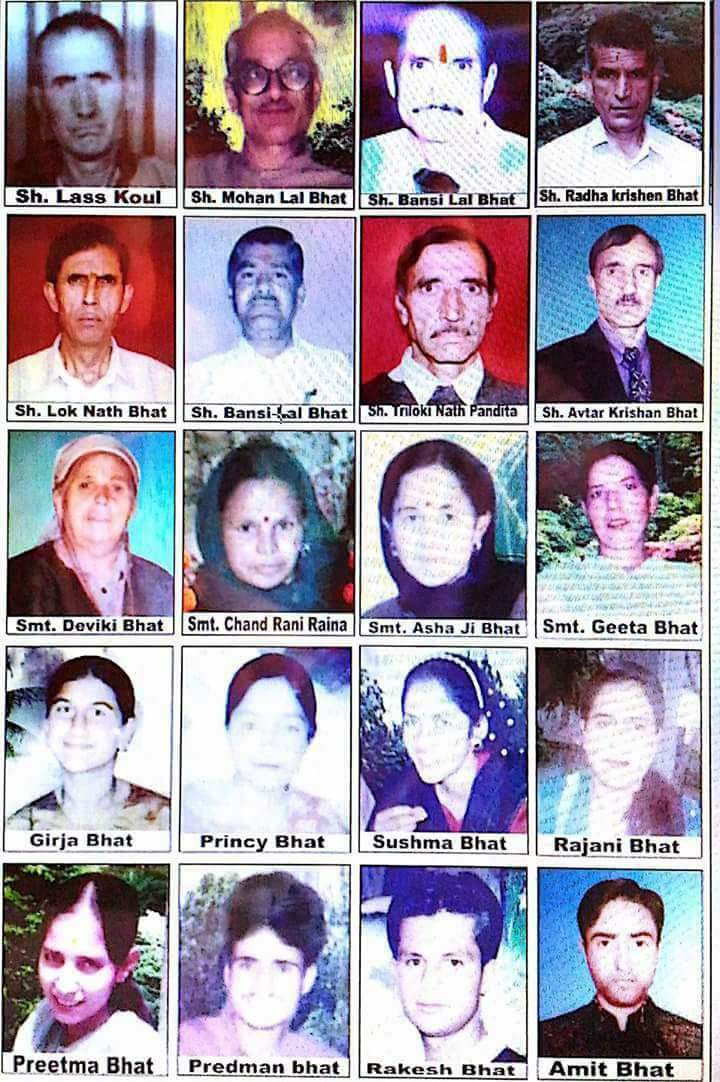 Sh. Lass Koul
Sh. Mohan Lal Bhat
Sh. Bansi Lal Bhat
Sh. Radha krishen Bhat
Sh. Lok Nath Bhat
Sh. Bansi Lal Bhat
Sh. Triloki Nath Pandita
Sh. Avtar Krishan Bhat
Smt. Deviki Bhat
Smt. Chand Rani Raina
Smt. Asha Ji Bhat
Smt. Geeta Bhat
Girja Bhat
Princy Bhat
Sushma Bhat
Rajani Bhat
Preetma Bhat
Predman bhat
Rakesh Bhat
Amit Bhat